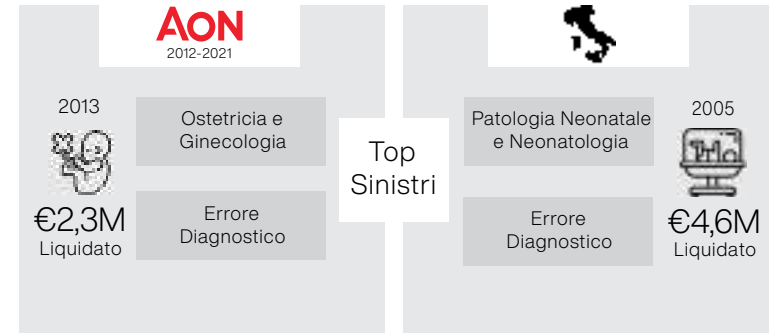 AON
2012-2021
2013
Ostetricia e
Ginecologia
€2,3M
Liquidato
Errore
Diagnostico
Top
Sinistri
Patologia Neonatale
e Neonatologia
2005
Errore
Diagnostico
€4,6M
Liquidato